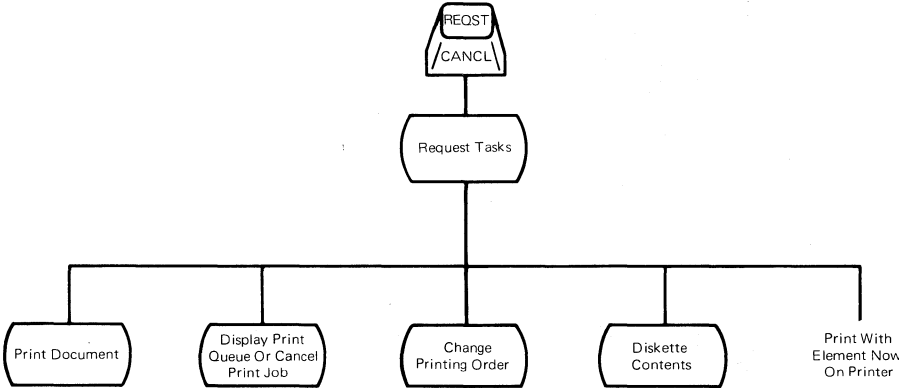 REQST
CANCL
Request Tasks
Print Document
Display Print
Queue Or Cancel
Print Job
Change
Printing Order
Diskette
Contents
Print With
Element Now
On Printer